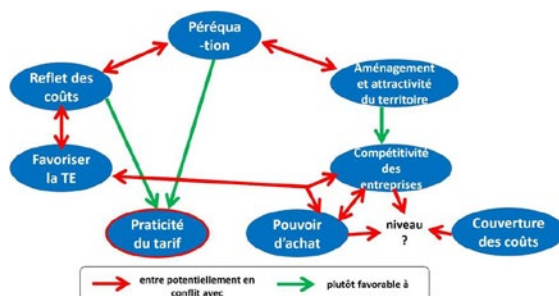 Péréqua
-tion
Reflet des
coûts
Aménagement
et attractivité
du territoire
Favoriser
la TE
Compétitivité
des
entreprises
Praticité
du tarif
Pouvoir
d'achat
niveau
?
Couverture
des coûts
entre potentiellement en
conflit avec
plutôt favorable à